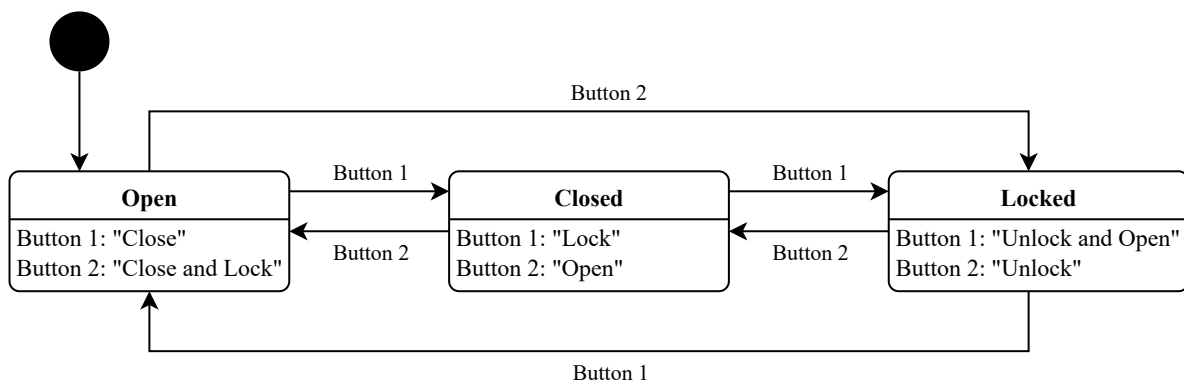 Button 2
Button 1
Button 1
Open
Closed
Locked
Button 1: "Close"
Button 2: "Close and Lock"
Button 2
Button 1: "Lock"
Button 2: "Open"
Button 2
Button 1: "Unlock and Open"
Button 2: "Unlock"
Button 1